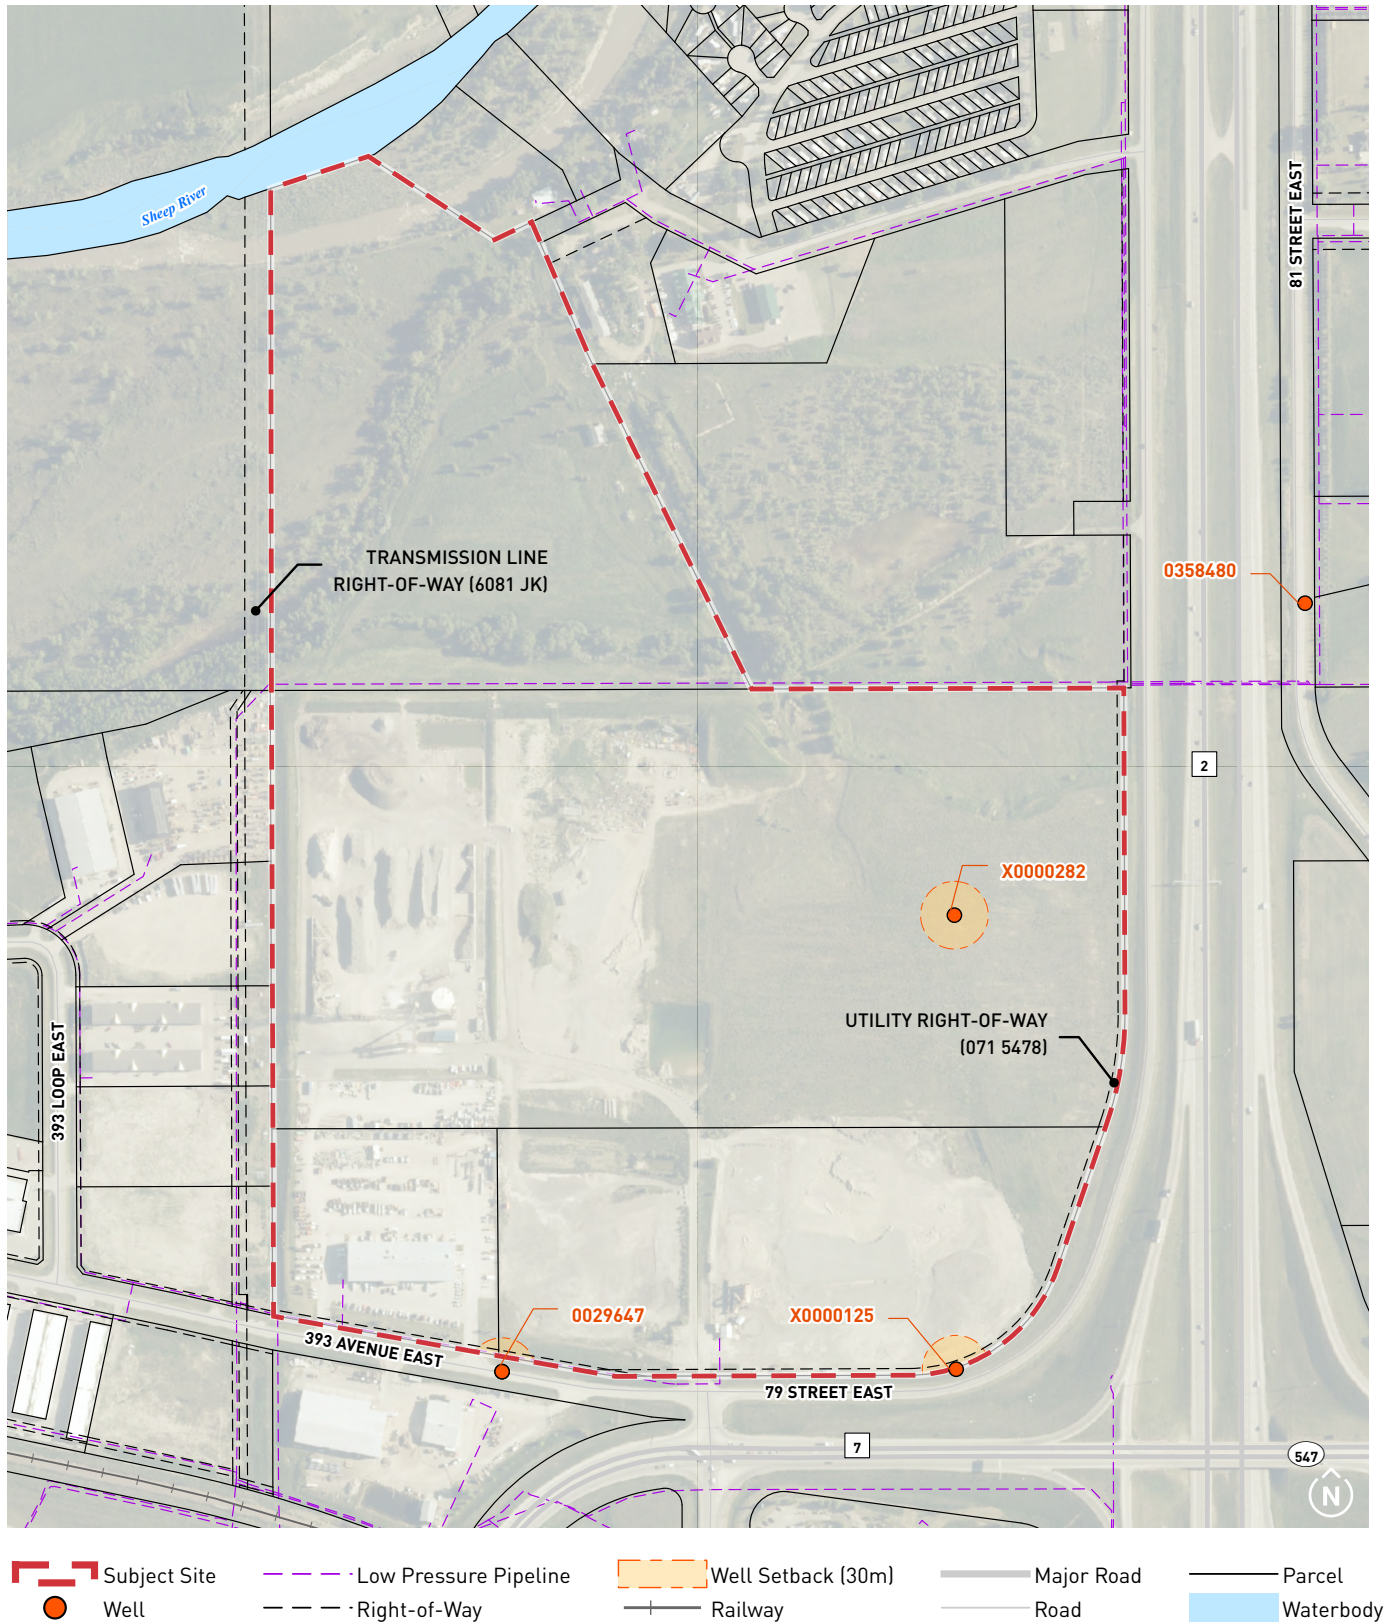 Sheep River
81 STREET EAST
TRANSMISSION LINE
RIGHT-OF-WAY (6081 JK)
0358480
2
X0000282
UTILITY RIGHT-OF-WAY
(071 5478)
393 LOOP EAST
0029647
X0000125
393 AVENUE EAST
79 STREET EAST
7
547
N
Subject Site
Low Pressure Pipeline
Well Setback (30m)
Major Road
Parcel
Well
Right-of-Way
Railway
Road
Waterbody